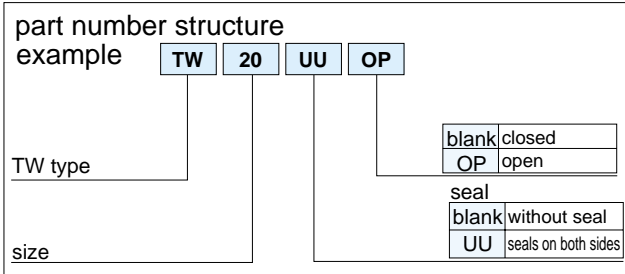 part number structure
example TW 20 UU OP
blank closed
OP open
TW type
seal
blank without seal
UU seals on both sides
size